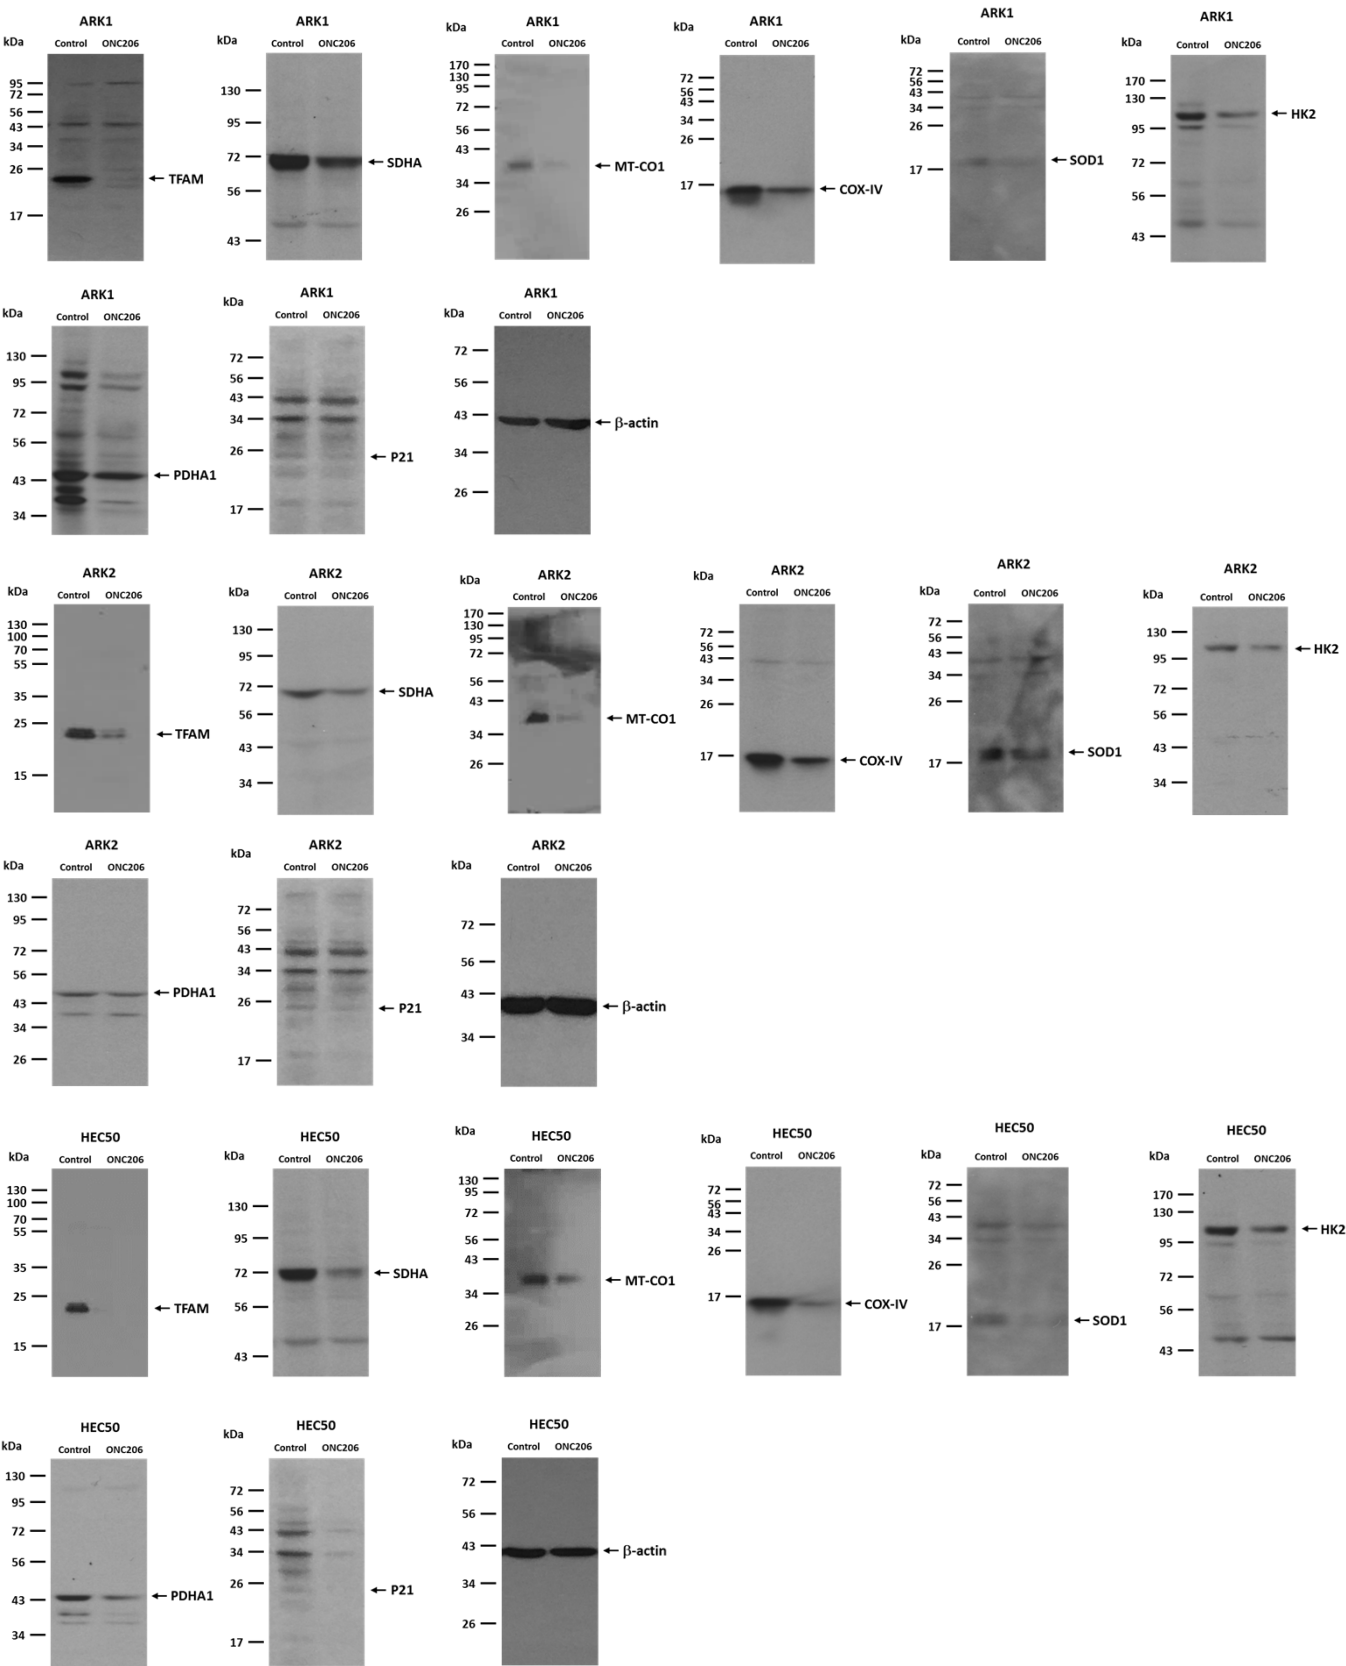 ARK1
kDa Control ONC206
95
72
56
43
34
26
17
TFAM
ARK1
kDa Control ONC206
130
95
72
56
43
SDHA
ARK1
kDa Control ONC206
170
130
95
72
56
43
34
26
MT-CO1
ARK1
kDa Control ONC206
72
56
43
34
26
17
COX-IV
ARK1
kDa Control ONC206
72
56
43
34
26
17
SOD1
ARK1
kDa Control ONC206
170
130
95
72
56
43
HK2
ARK1
kDa Control ONC206
130
95
72
56
43
34
PDHA1
ARK1
kDa Control ONC206
72
56
43
34
26
17
P21
ARK1
kDa Control ONC206
72
56
43
34
26
β-actin
ARK2
kDa Control ONC206
130
100
70
55
35
25
15
TFAM
ARK2
kDa Control ONC206
130
95
72
56
43
34
SDHA
ARK2
kDa Control ONC206
170
130
95
72
56
43
34
26
MT-CO1
ARK2
kDa Control ONC206
72
56
43
34
26
17
COX-IV
ARK2
kDa Control ONC206
72
56
43
34
26
17
SOD1
ARK2
kDa Control ONC206
130
95
72
56
43
34
HK2
ARK2
kDa Control ONC206
130
95
72
56
43
34
26
PDHA1
ARK2
kDa Control ONC206
72
56
43
34
26
17
P21
ARK2
kDa Control ONC206
72
56
43
34
β-actin
HEC50
kDa Control ONC206
130
100
70
55
35
25
15
TFAM
HEC50
kDa Control ONC206
130
95
72
56
43
SDHA
HEC50
kDa Control ONC206
130
95
72
56
43
34
26
MT-CO1
HEC50
kDa Control ONC206
72
56
43
34
26
17
COX-IV
HEC50
kDa Control ONC206
72
56
43
34
26
17
SOD1
HEC50
kDa Control ONC206
170
130
95
72
56
43
HK2
HEC50
kDa Control ONC206
130
95
72
56
43
34
PDHA1
HEC50
kDa Control ONC206
72
56
43
34
26
17
P21
HEC50
kDa Control ONC206
72
56
43
34
26
β-actin